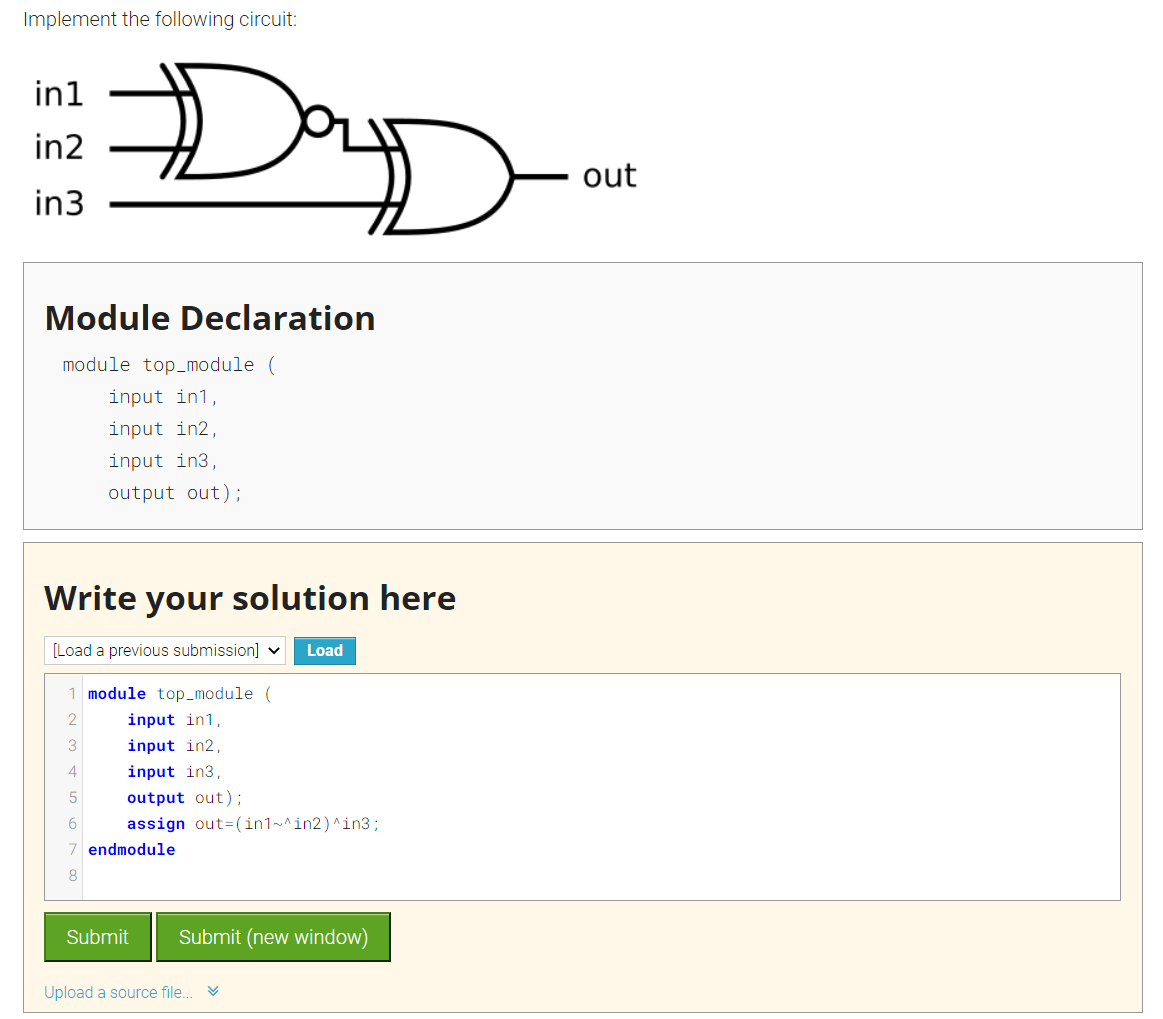 Implement the following circuit:
in1
in2
in3
out
Module Declaration
module top_module (
    input in1,
    input in2,
    input in3,
    output out);
Write your solution here
[Load a previous submission]
Load
1 module top_module (
2     input in1,
3     input in2,
4     input in3,
5     output out);
6     assign out=(in1~^in2)^in3;
7 endmodule
8
Submit
Submit (new window)
Upload a source file...